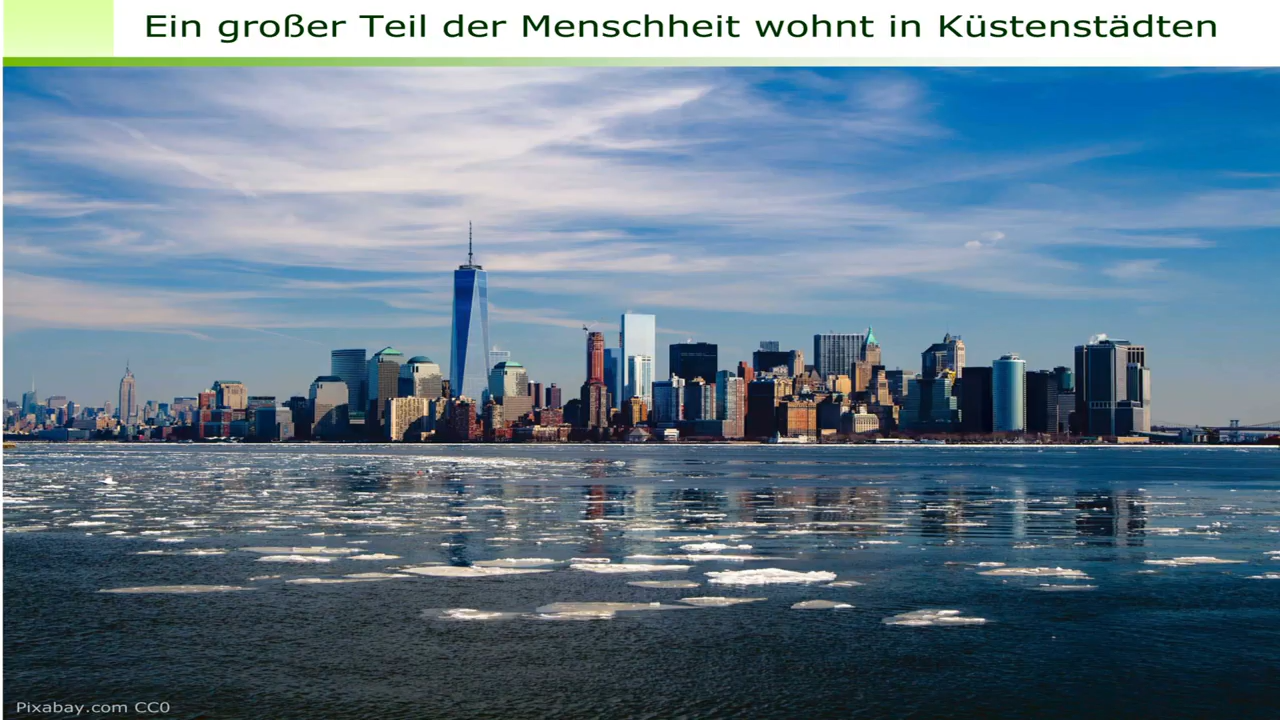 Ein großer Teil der Menschheit wohnt in Küstenstädten
Pixabay.com CC0